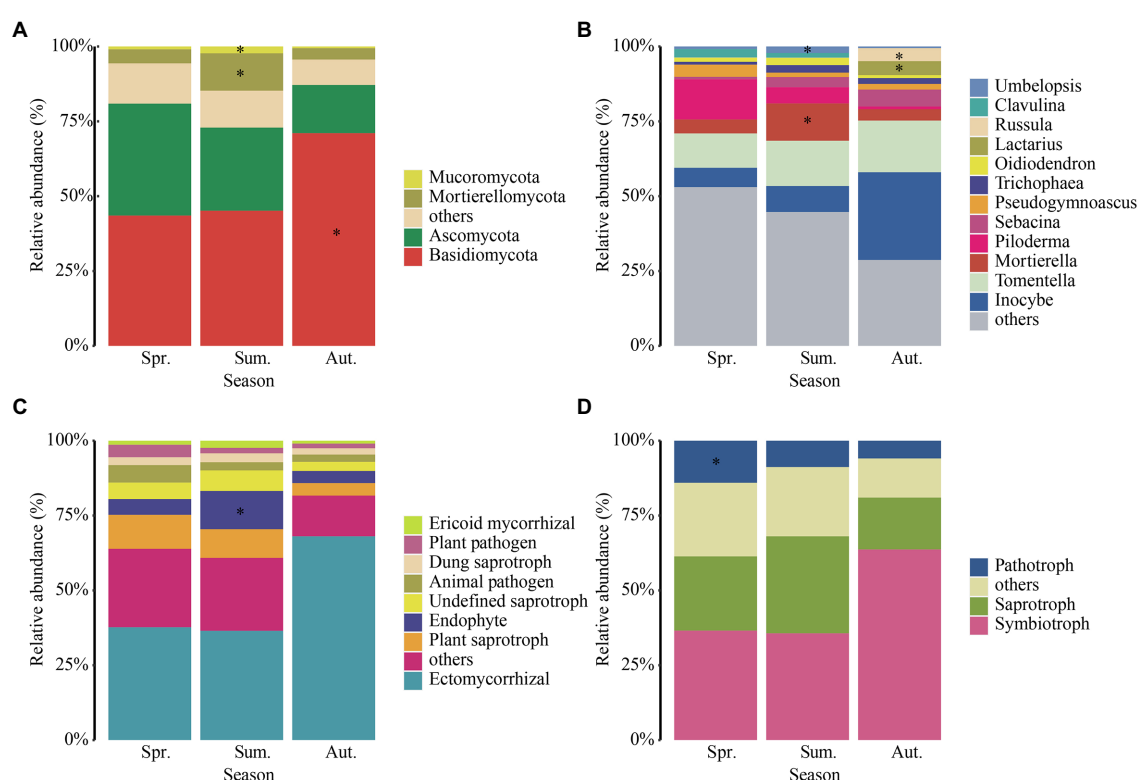 A
Relative abundance (%)
100%
75%
50%
25%
0%
*
*
*
Spr.
Sum.
Aut.
Season
Mucoromycota
Mortierellomycota
others
Ascomycota
Basidiomycota
B
Relative abundance (%)
100%
75%
50%
25%
0%
*
*
*
*
Spr.
Sum.
Aut.
Season
Umbelopsis
Clavulina
Russula
Lactarius
Oidiodendron
Trichophaea
Pseudogymnoascus
Sebacina
Piloderma
Mortierella
Tomentella
Inocybe
others
C
Relative abundance (%)
100%
75%
50%
25%
0%
*
Spr.
Sum.
Aut.
Season
Ericoid mycorrhizal
Plant pathogen
Dung saprotroph
Animal pathogen
Undefined saprotroph
Endophyte
Plant saprotroph
others
Ectomycorrhizal
D
Relative abundance (%)
100%
75%
50%
25%
0%
*
Spr.
Sum.
Aut.
Season
Pathotroph
others
Saprotroph
Symbiotroph